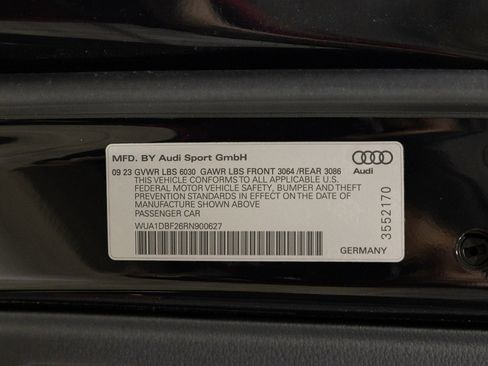 MFD. BY Audi Sport GmbH
09 23 GVWR LBS 6030 GAWR LBS FRONT 3064 /REAR 3086
THIS VEHICLE CONFORMS TO ALL APPLICABLE U.S.
FEDERAL MOTOR VEHICLE SAFETY, BUMPER AND THEFT
PREVENTION STANDARDS IN EFFECT ON THE DATE OF
MANUFACTURE SHOWN ABOVE
PASSENGER CAR
WUA1DBF26RN900627
Audi
3552170
GERMANY